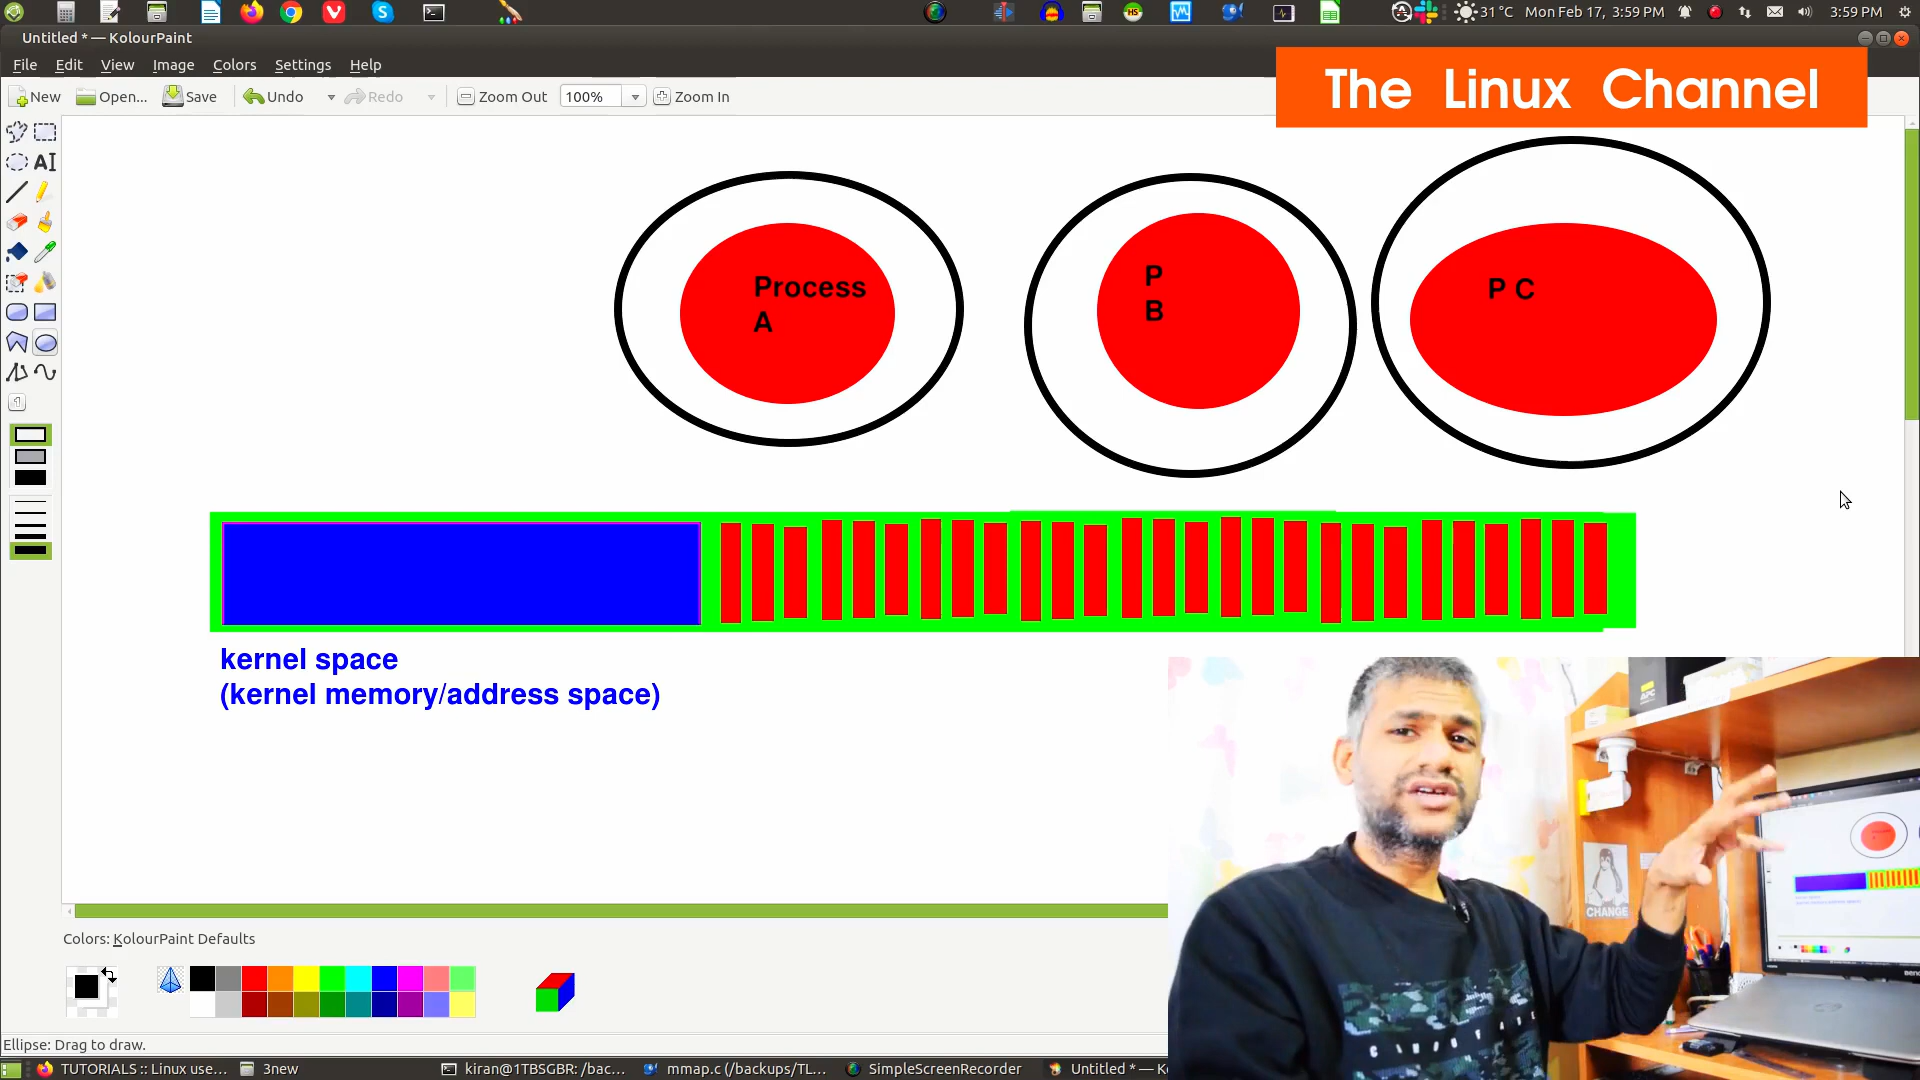 31 °C
Mon Feb 17, 3:59 PM
3:59 PM
Untitled * — KolourPaint
File Edit View Image Colors Settings Help
New Open... Save Undo Redo Zoom Out 100% Zoom In
The Linux Channel
Process
A
P
B
P C
kernel space
(kernel memory/address space)
CHANGE
Colors: KolourPaint Defaults
Ellipse: Drag to draw.
TUTORIALS :: Linux use...
3new
kiran@1TBSGBR: /bac...
mmap.c (/backups/TL...
SimpleScreenRecorder
Untitled * — Ko